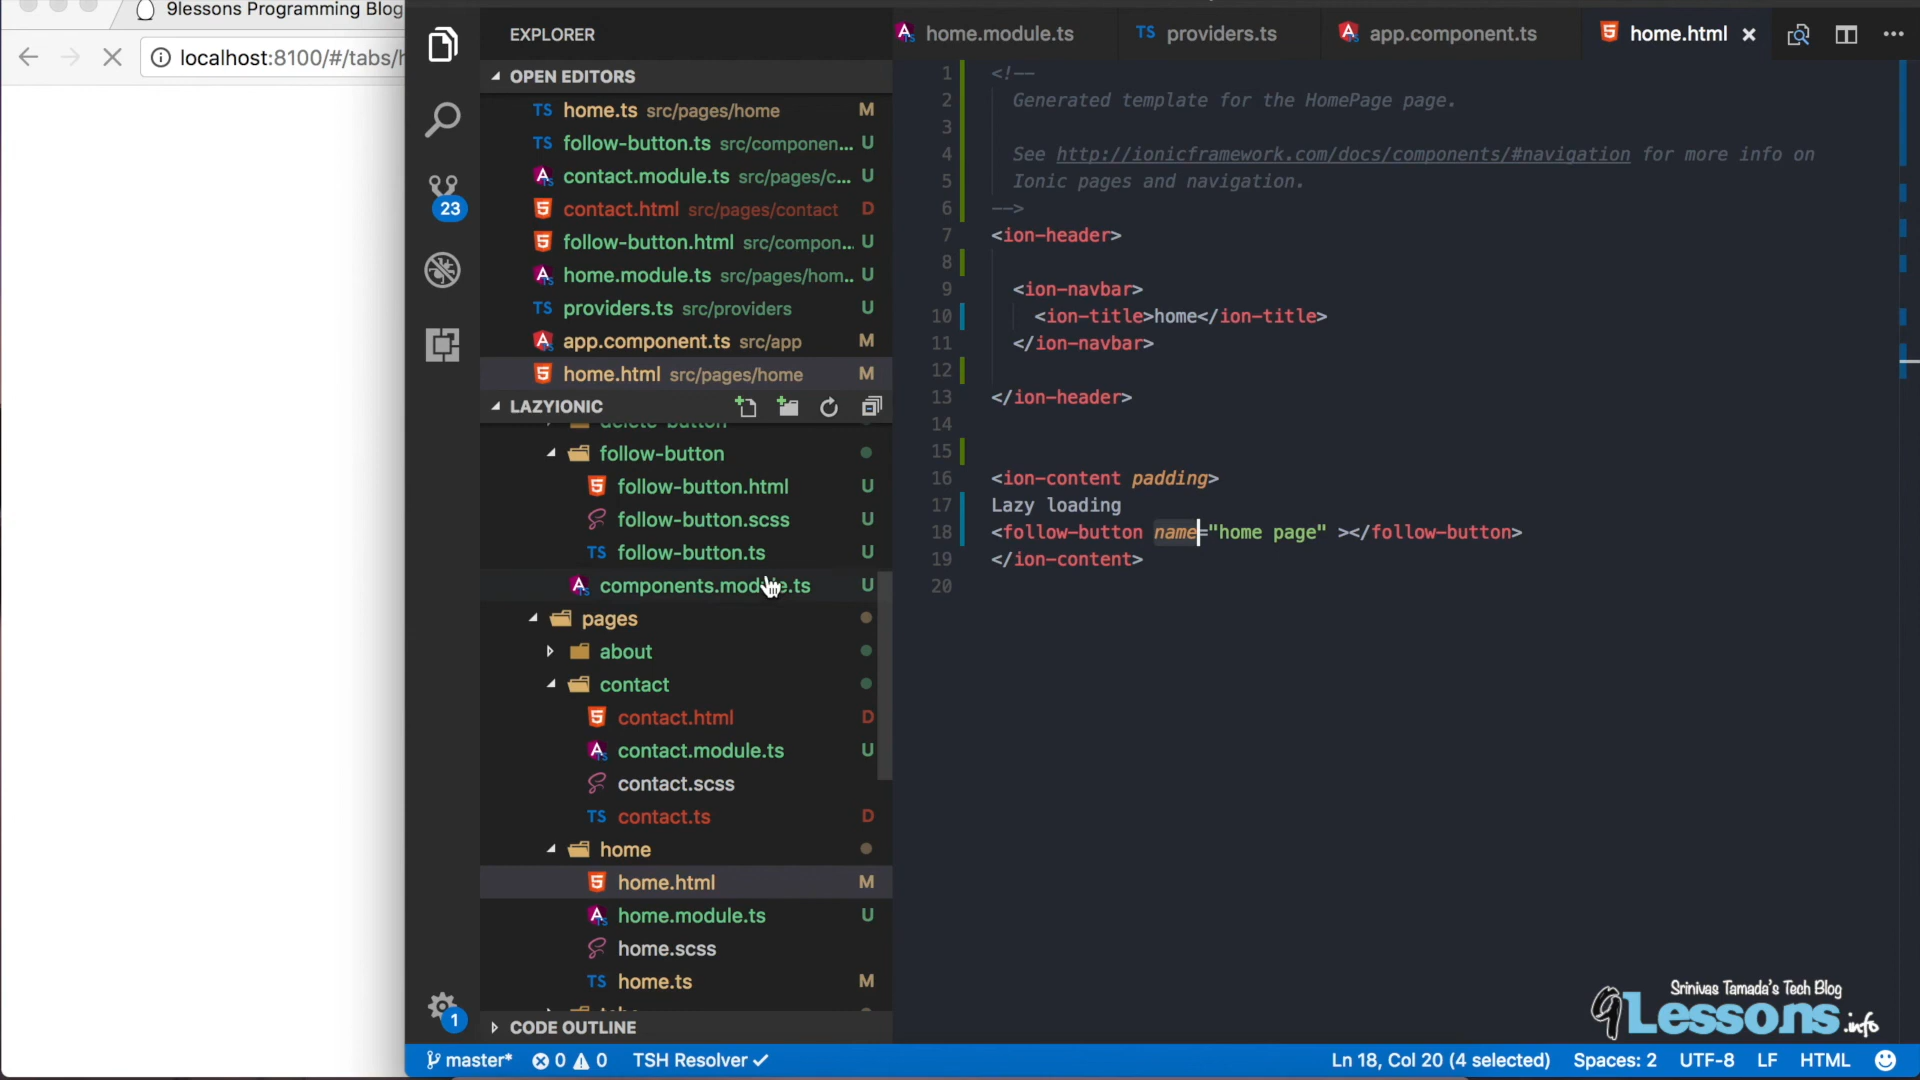 9lessons Programming Blog
localhost:8100/#/tabs/h
EXPLORER
OPEN EDITORS
TS home.ts src/pages/home M
TS follow-button.ts src/componen... U
contact.module.ts src/pages/c... U
contact.html src/pages/contact D
follow-button.html src/compon... U
home.module.ts src/pages/hom... U
TS providers.ts src/providers U
app.component.ts src/app M
home.html src/pages/home M
LAZYIONIC
delete-button
follow-button
follow-button.html U
follow-button.scss U
TS follow-button.ts U
components.module.ts U
pages
about
contact
contact.html D
contact.module.ts U
contact.scss
TS contact.ts D
home
home.html M
home.module.ts U
home.scss
TS home.ts M
CODE OUTLINE
23
1
home.module.ts TS providers.ts app.component.ts home.html
1 <!--
2 Generated template for the HomePage page.
3
4 See http://ionicframework.com/docs/components/#navigation for more info on
5 Ionic pages and navigation.
6 -->
7 <ion-header>
8
9 <ion-navbar>
10 <ion-title>home</ion-title>
11 </ion-navbar>
12
13 </ion-header>
14
15
16 <ion-content padding>
17 Lazy loading
18 <follow-button name="home page" ></follow-button>
19 </ion-content>
20
Srinivas Tamada's Tech Blog
9Lessons.info
master* 0 0 TSH Resolver Ln 18, Col 20 (4 selected) Spaces: 2 UTF-8 LF HTML